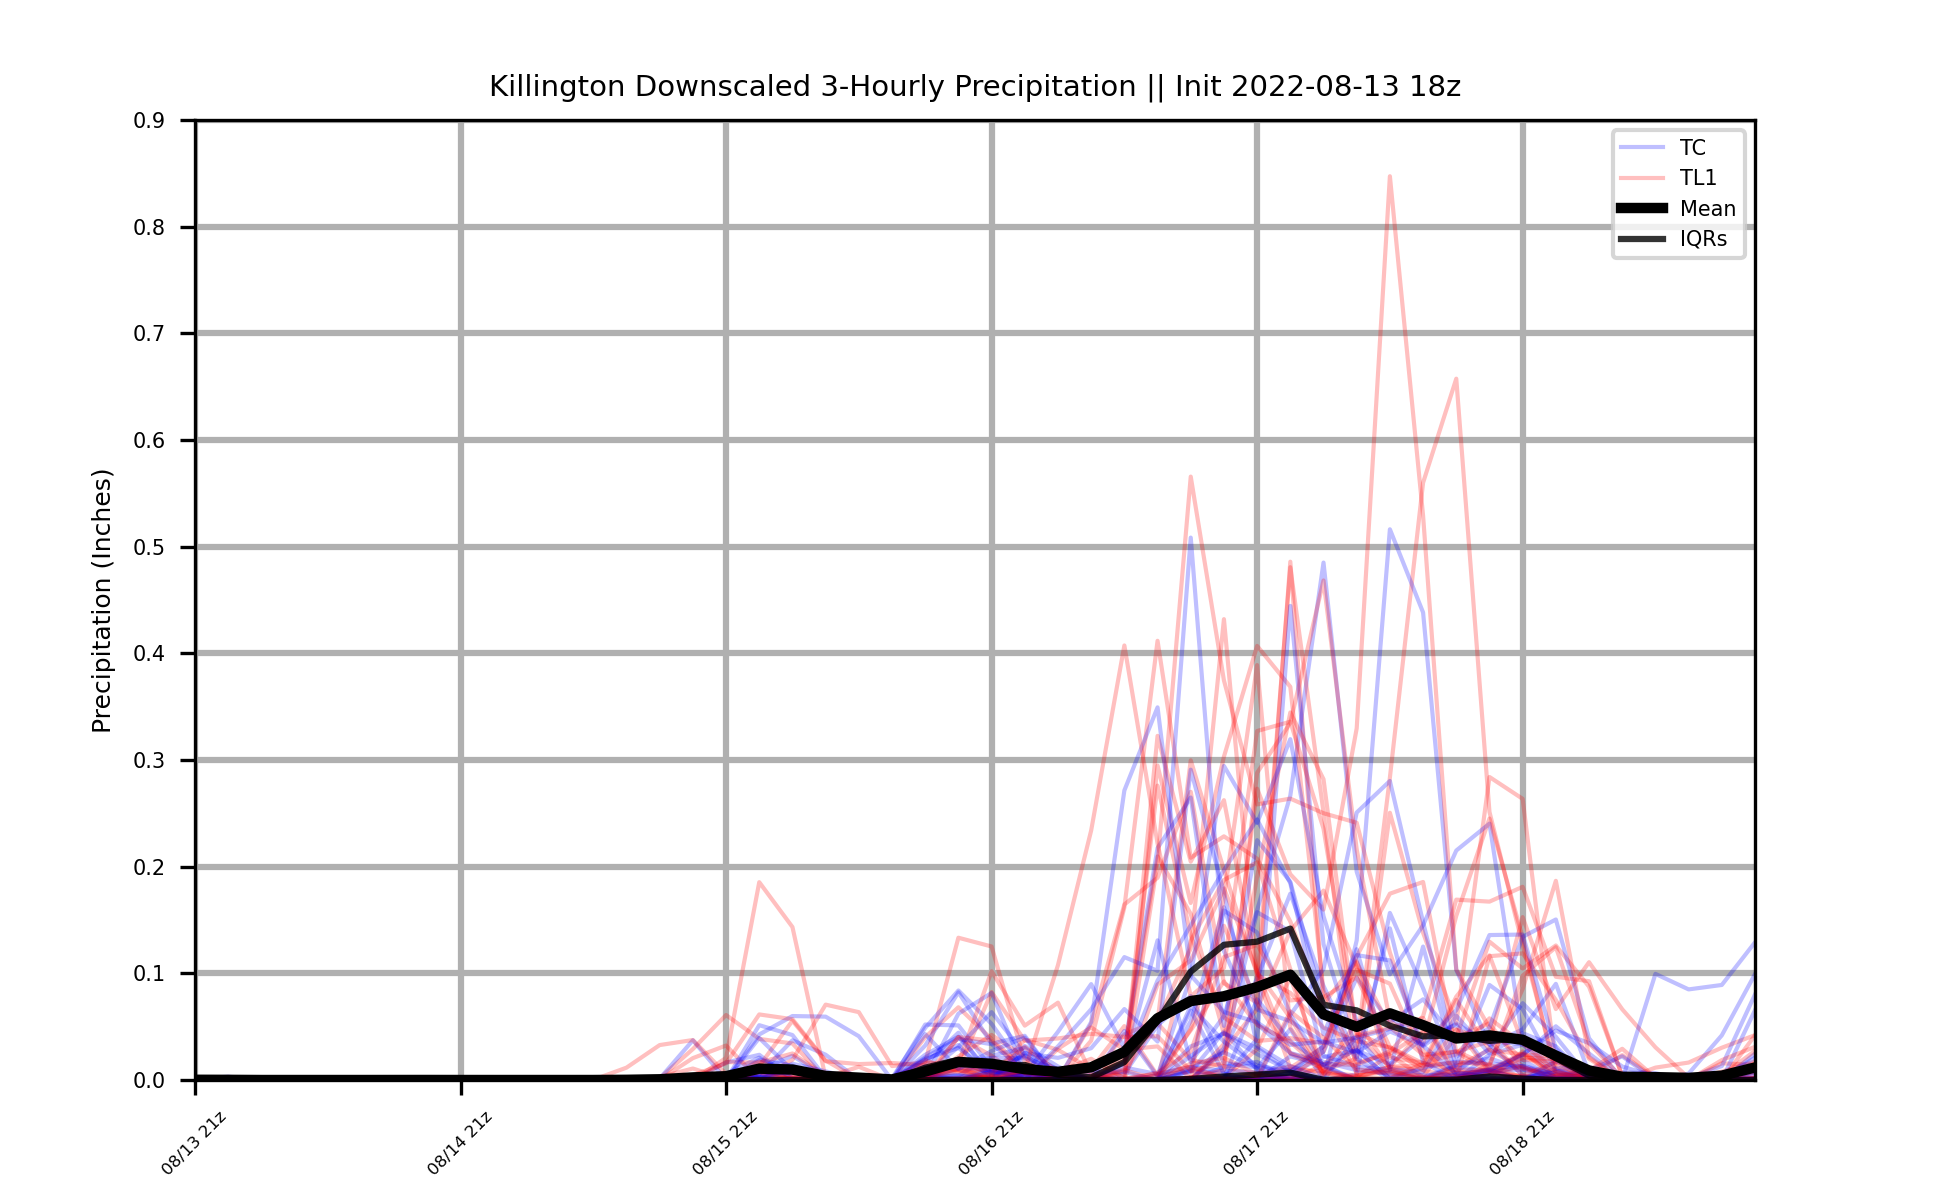 Killington Downscaled 3-Hourly Precipitation || Init 2022-08-13 18z
0.9
0.8
0.7
0.6
0.5
0.4
0.3
0.2
0.1
0.0
Precipitation (Inches)
TC
TL1
Mean
IQRs
08/13 21z
08/14 21z
08/15 21z
08/16 21z
08/17 21z
08/18 21z